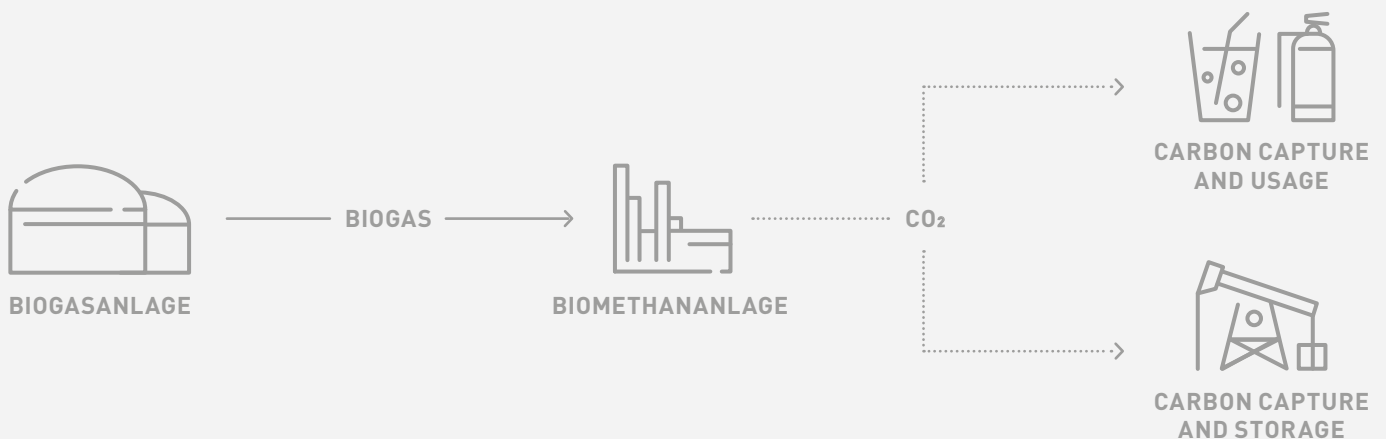 BIOGASANLAGE
BIOGAS
BIOMETHANANLAGE
CO₂
CARBON CAPTURE
AND USAGE
CARBON CAPTURE
AND STORAGE